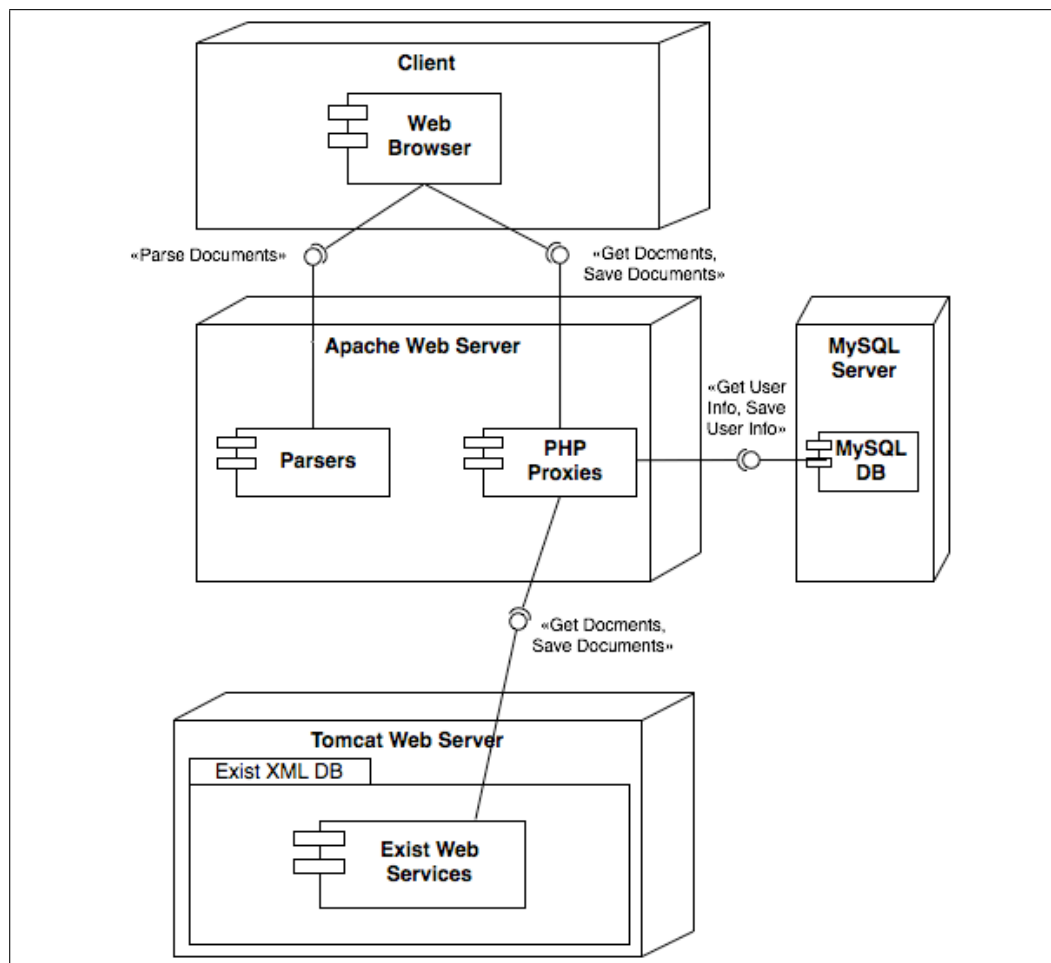 Client
Web
Browser
«Parse Documents»
«Get Docments,
Save Documents»
Apache Web Server
MySQL
Server
«Get User
Info, Save
User Info»
Parsers
PHP
Proxies
MySQL
DB
«Get Docments,
Save Documents»
Tomcat Web Server
Exist XML DB
Exist Web
Services